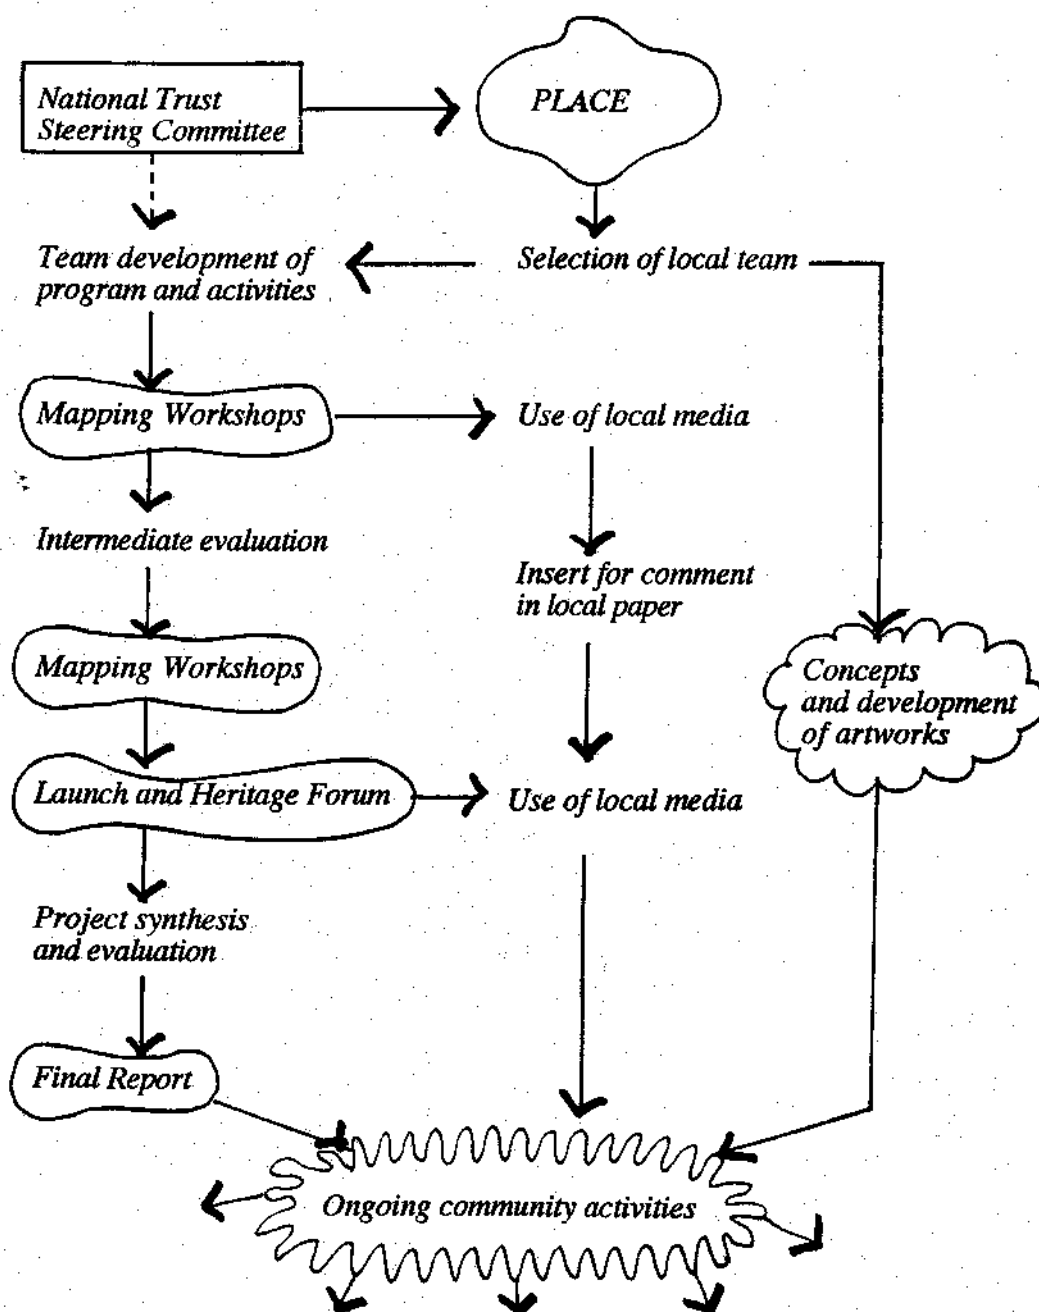 National Trust
Steering Committee
PLACE
Team development of
program and activities
Selection of local team
Mapping Workshops
Use of local media
Intermediate evaluation
Insert for comment
in local paper
Mapping Workshops
Concepts
and development
of artworks
Launch and Heritage Forum
Use of local media
Project synthesis
and evaluation
Final Report
Ongoing community activities